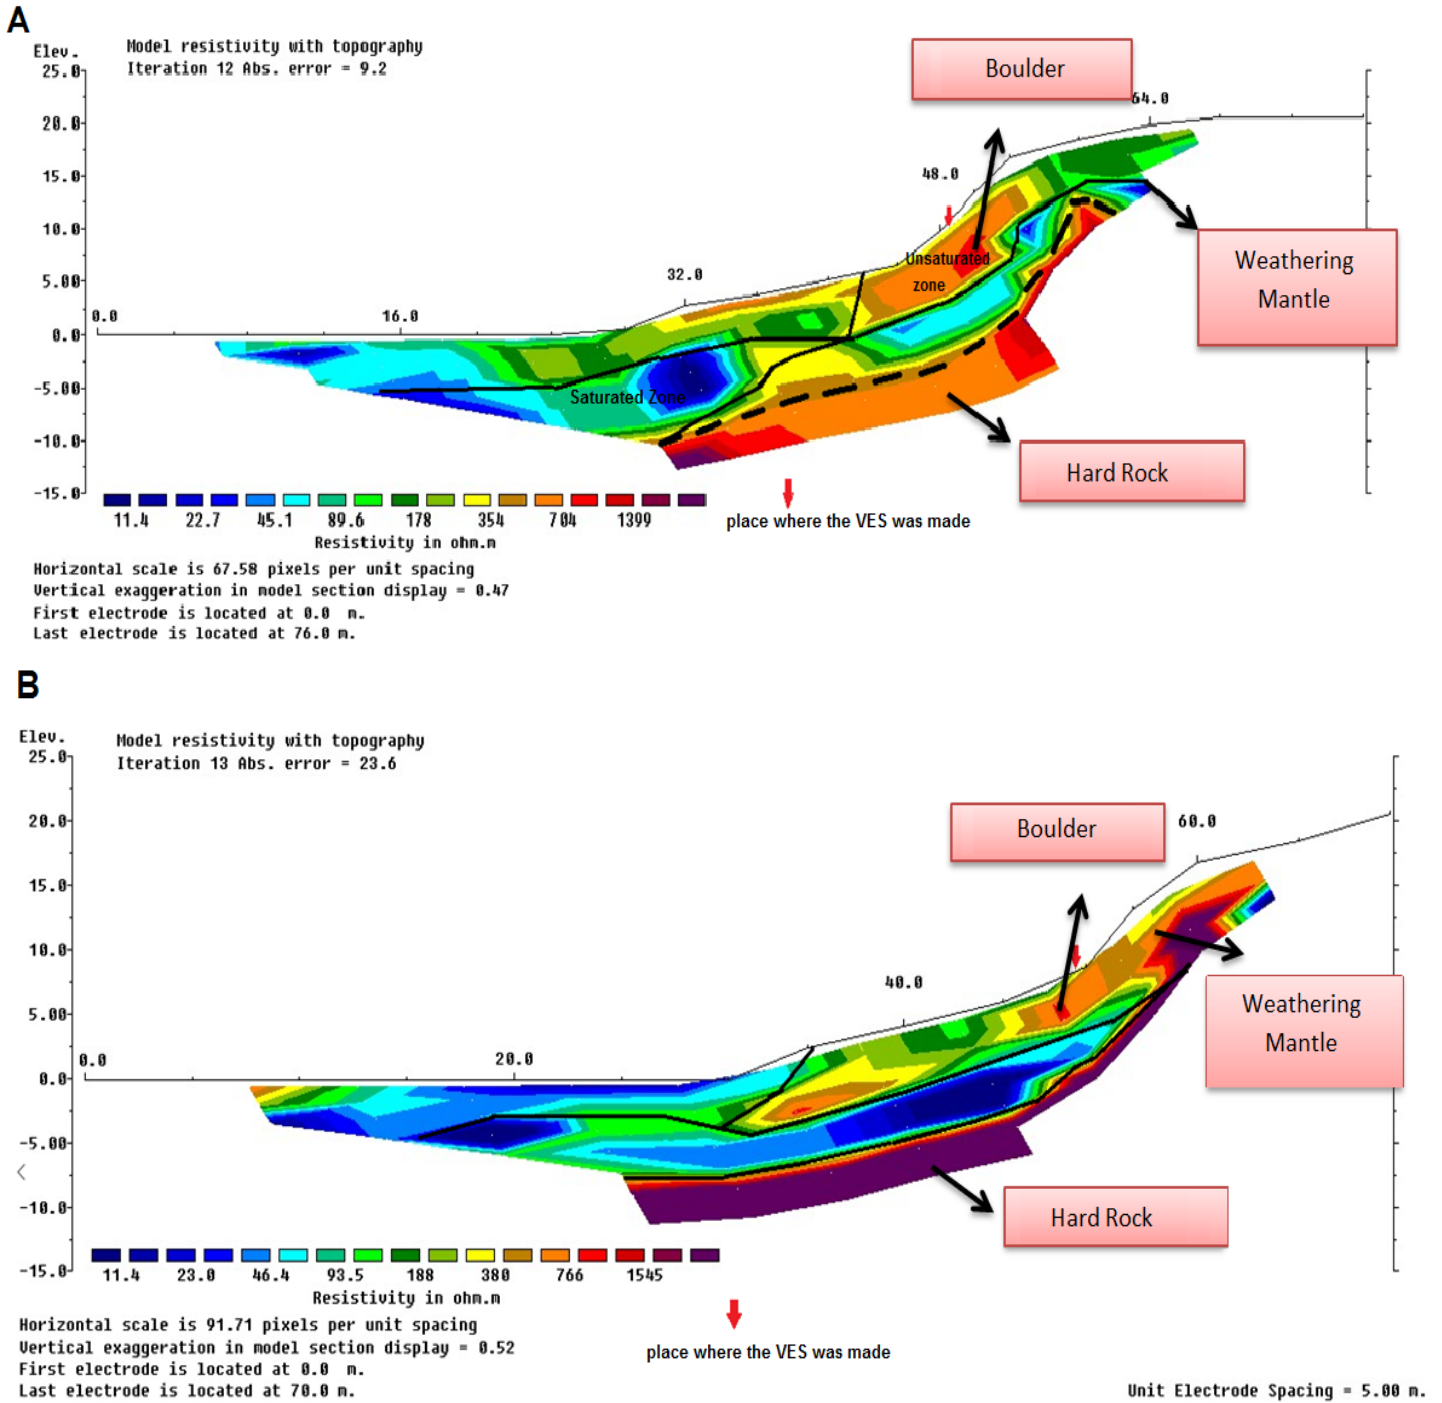 A
Elev.
Model resistivity with topography
Iteration 12 Abs. error = 9.2
Boulder
25.0
64.0
20.0
48.0
15.0
10.0
Weathering
Mantle
Unsaturated
zone
32.0
5.00
0.0
16.0
0.0
-5.00
Saturated Zone
-10.0
Hard Rock
-15.0
11.4 22.7 45.1 89.6 178 354 704 1399
place where the VES was made
Resistivity in ohm.m
Horizontal scale is 67.58 pixels per unit spacing
Vertical exaggeration in model section display = 0.47
First electrode is located at 0.0 m.
Last electrode is located at 76.0 m.
B
Elev.
Model resistivity with topography
Iteration 13 Abs. error = 23.6
25.0
Boulder
60.0
20.0
15.0
10.0
40.0
Weathering
Mantle
5.00
0.0
20.0
0.0
-5.00
-10.0
Hard Rock
-15.0
11.4 23.0 46.4 93.5 188 380 766 1545
Resistivity in ohm.m
Horizontal scale is 91.71 pixels per unit spacing
Vertical exaggeration in model section display = 0.52
place where the VES was made
First electrode is located at 0.0 m.
Last electrode is located at 70.0 m.
Unit Electrode Spacing = 5.00 m.